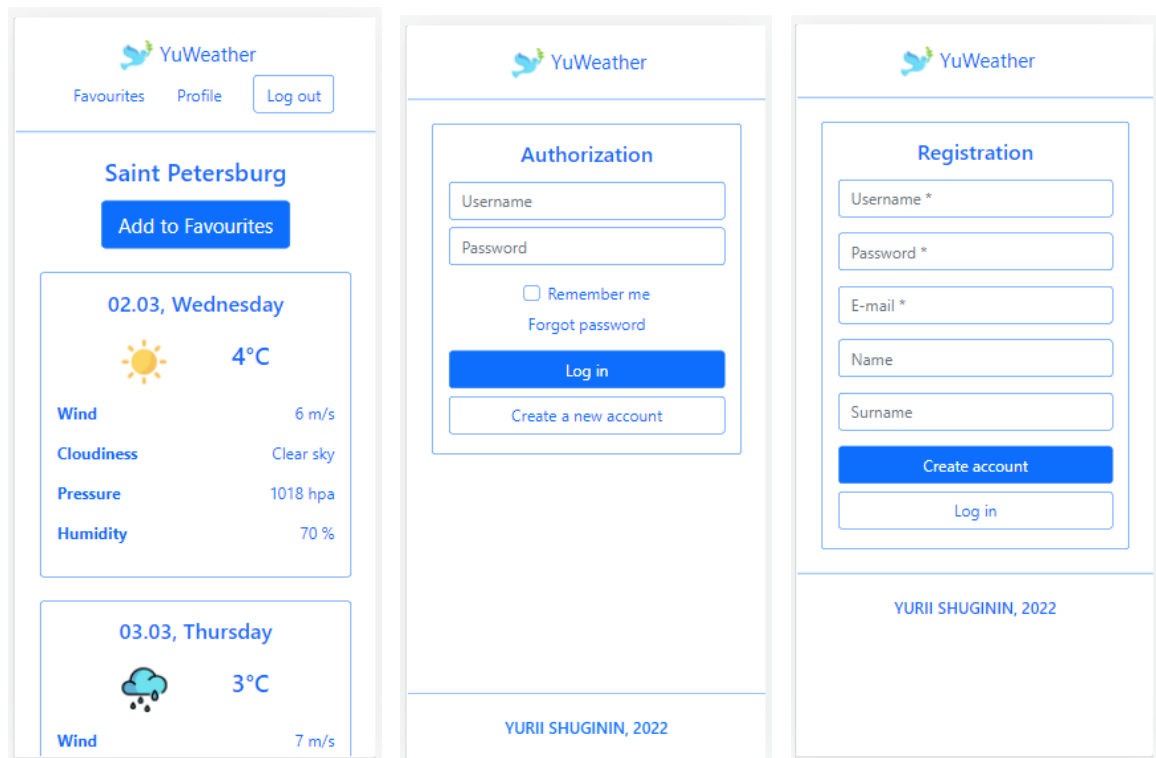 YuWeather
Favourites Profile Log out
Saint Petersburg
Add to Favourites
02.03, Wednesday
4°C
Wind 6 m/s
Cloudiness Clear sky
Pressure 1018 hpa
Humidity 70 %
03.03, Thursday
3°C
Wind 7 m/s
YuWeather
Authorization
Username
Password
Remember me
Forgot password
Log in
Create a new account
YURII SHUGININ, 2022
YuWeather
Registration
Username *
Password *
E-mail *
Name
Surname
Create account
Log in
YURII SHUGININ, 2022